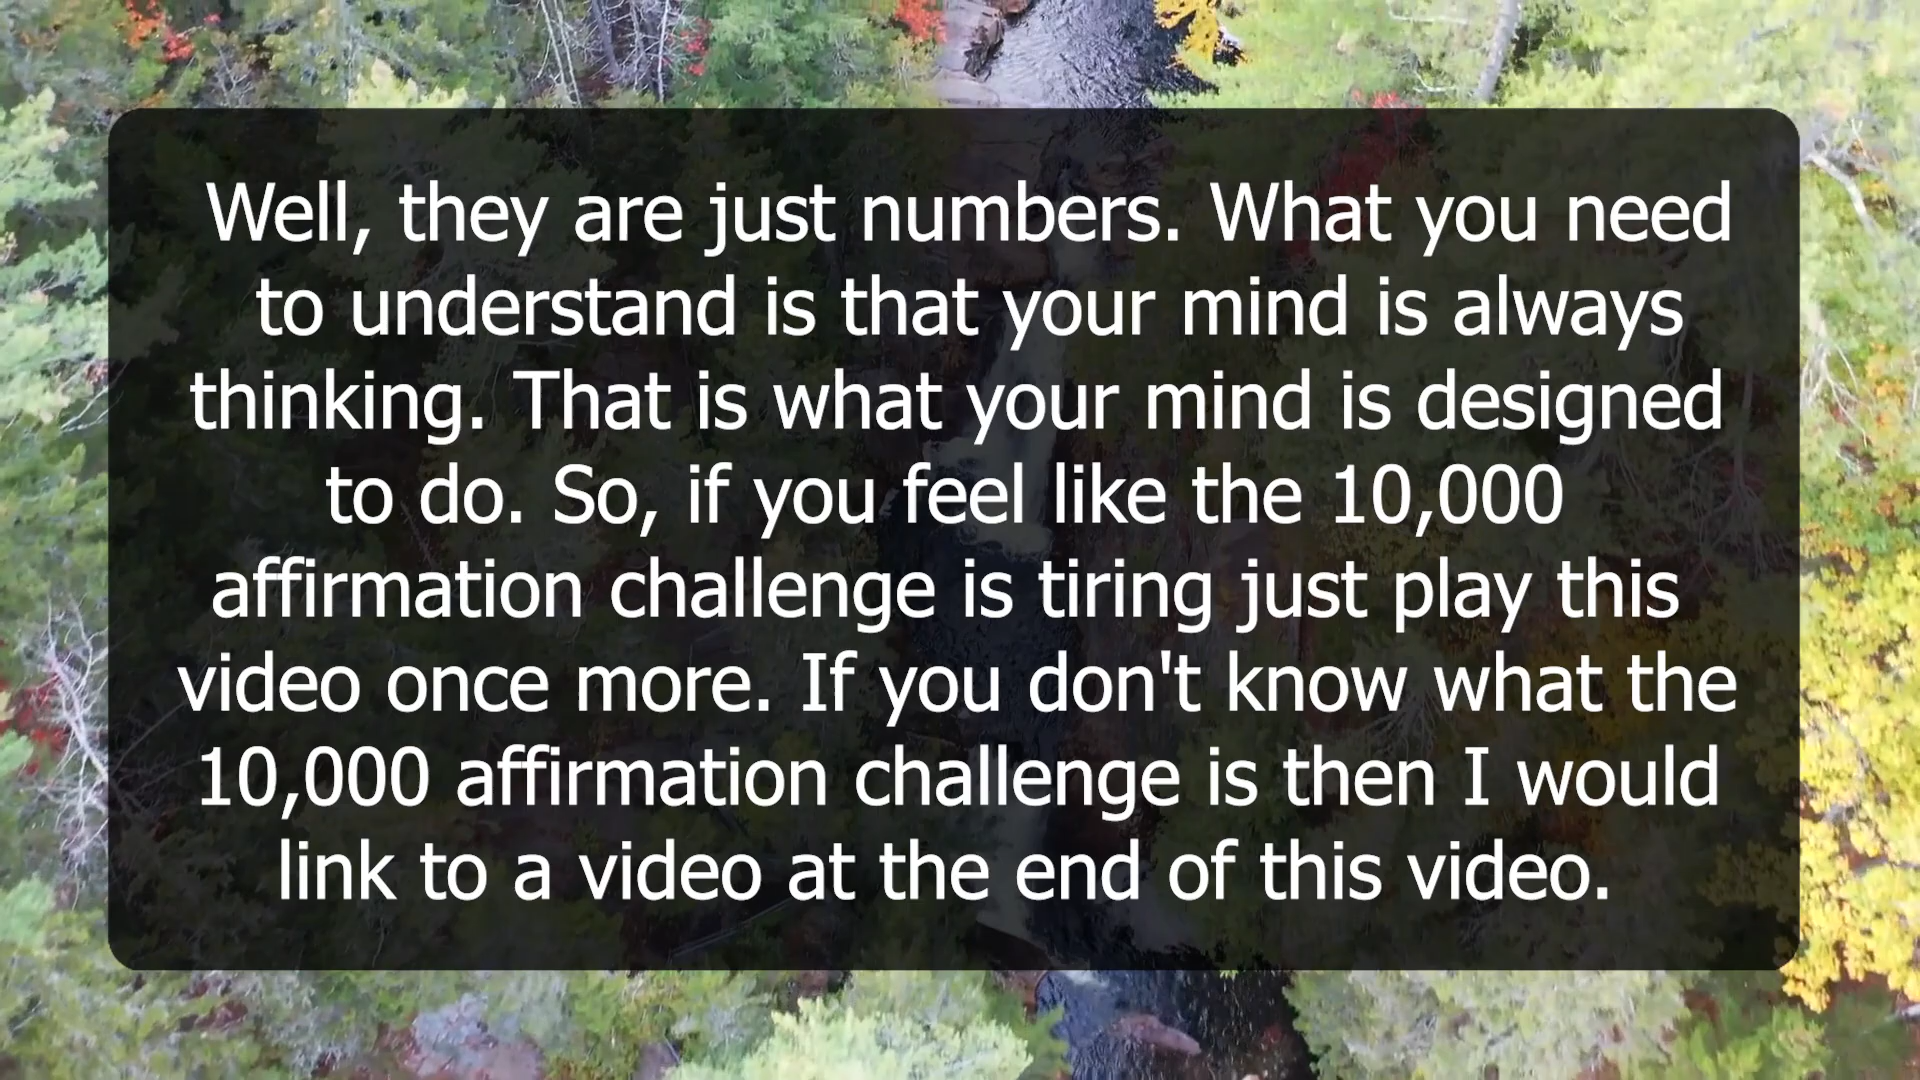 Well, they are just numbers. What you need
to understand is that your mind is always
thinking. That is what your mind is designed
to do. So, if you feel like the 10,000
affirmation challenge is tiring just play this
video once more. If you don't know what the
10,000 affirmation challenge is then I would
link to a video at the end of this video.